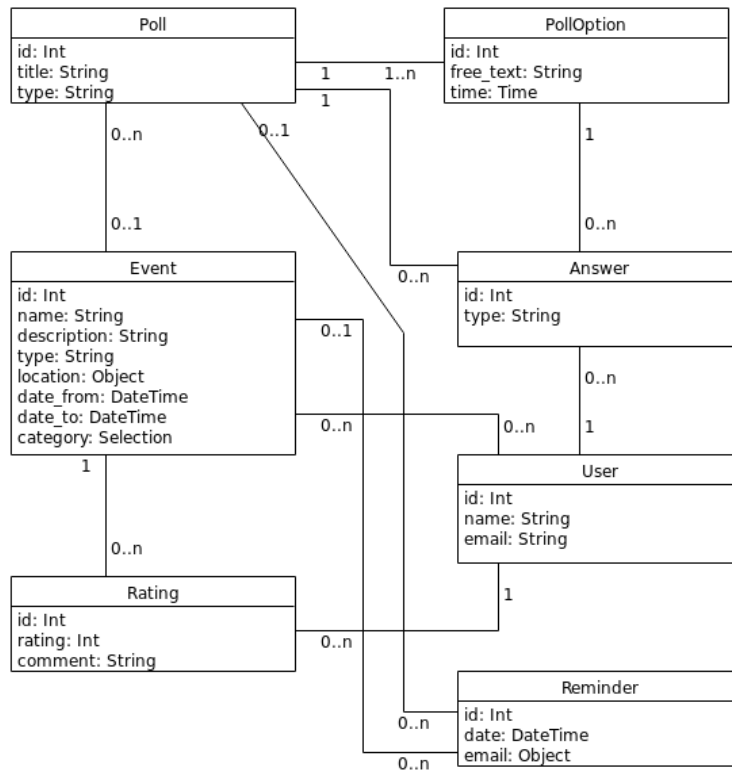 Poll
id: Int
title: String
type: String
PollOption
id: Int
free_text: String
time: Time
1
1..n
1
0..1
0..n
0..1
1
0..n
0..n
Event
id: Int
name: String
description: String
type: String
location: Object
date_from: DateTime
date_to: DateTime
category: Selection
Answer
id: Int
type: String
0..1
0..n
0..n
0..n
1
User
id: Int
name: String
email: String
1
0..n
Rating
id: Int
rating: Int
comment: String
1
0..n
Reminder
id: Int
date: DateTime
email: Object
0..n
0..n